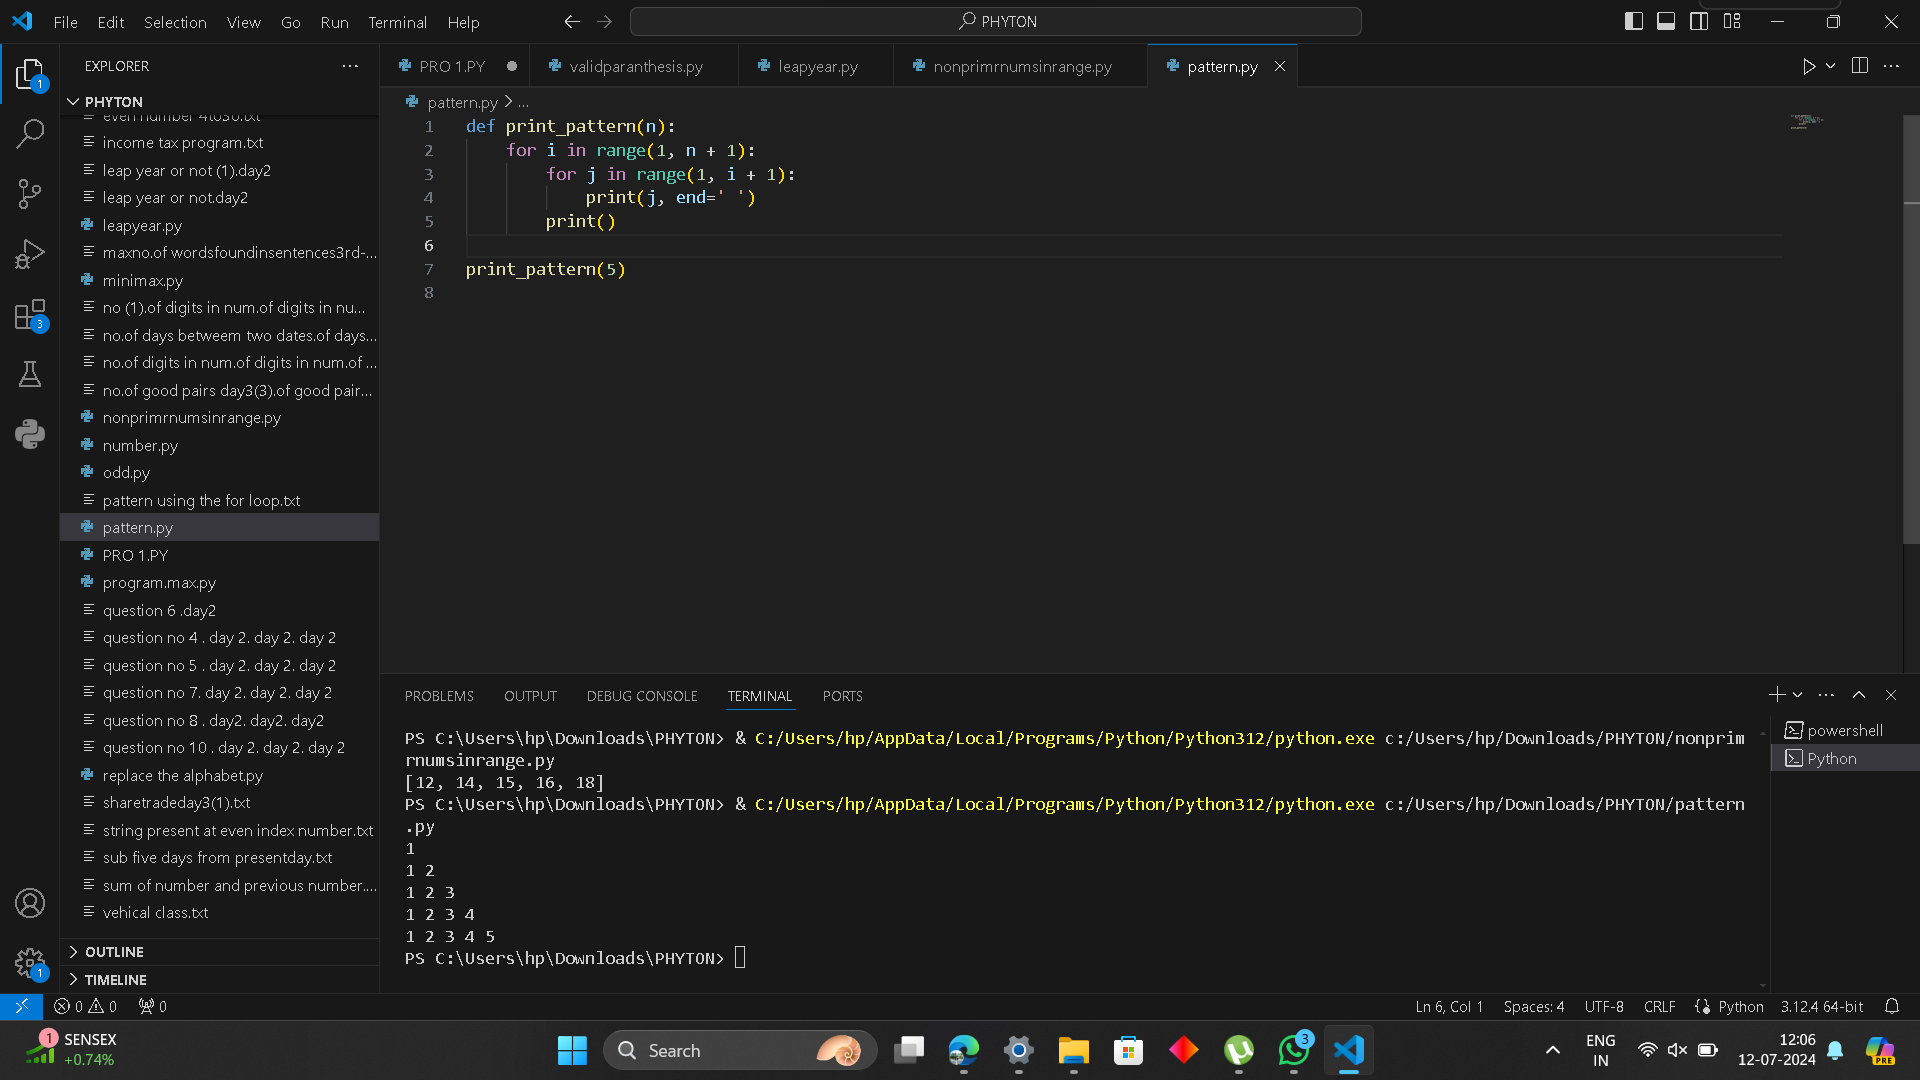 File Edit Selection View Go Run Terminal Help
PHYTON
EXPLORER
PHYTON
even number 4to30.txt
income tax program.txt
leap year or not (1).day2
leap year or not.day2
leapyear.py
maxno.of wordsfoundinsentences3rd-...
minimax.py
no (1).of digits in num.of digits in nu...
no.of days betweem two dates.of days...
no.of digits in num.of digits in num.of ...
no.of good pairs day3(3).of good pair...
nonprimrnumsinrange.py
number.py
odd.py
pattern using the for loop.txt
pattern.py
PRO 1.PY
program.max.py
question 6 .day2
question no 4 . day 2. day 2. day 2
question no 5 . day 2. day 2. day 2
question no 7. day 2. day 2. day 2
question no 8 . day2. day2. day2
question no 10 . day 2. day 2. day 2
replace the alphabet.py
sharetradeday3(1).txt
string present at even index number.txt
sub five days from presentday.txt
sum of number and previous number....
vehical class.txt
OUTLINE
TIMELINE
1
3
1
PRO 1.PY validparanthesis.py leapyear.py nonprimrnumsinrange.py pattern.py
pattern.py > ...
1 def print_pattern(n):
2 for i in range(1, n + 1):
3 for j in range(1, i + 1):
4 print(j, end=' ')
5 print()
6
7 print_pattern(5)
8
PROBLEMS OUTPUT DEBUG CONSOLE TERMINAL PORTS
PS C:\Users\hp\Downloads\PHYTON> & C:/Users/hp/AppData/Local/Programs/Python/Python312/python.exe c:/Users/hp/Downloads/PHYTON/nonprim
rnumsinrange.py
[12, 14, 15, 16, 18]
PS C:\Users\hp\Downloads\PHYTON> & C:/Users/hp/AppData/Local/Programs/Python/Python312/python.exe c:/Users/hp/Downloads/PHYTON/pattern
.py
1
1 2
1 2 3
1 2 3 4
1 2 3 4 5
PS C:\Users\hp\Downloads\PHYTON>
powershell
Python
0 0 0
Ln 6, Col 1 Spaces: 4 UTF-8 CRLF Python 3.12.4 64-bit
1 SENSEX
+0.74%
Search
3
ENG
IN
12:06
12-07-2024
PRE